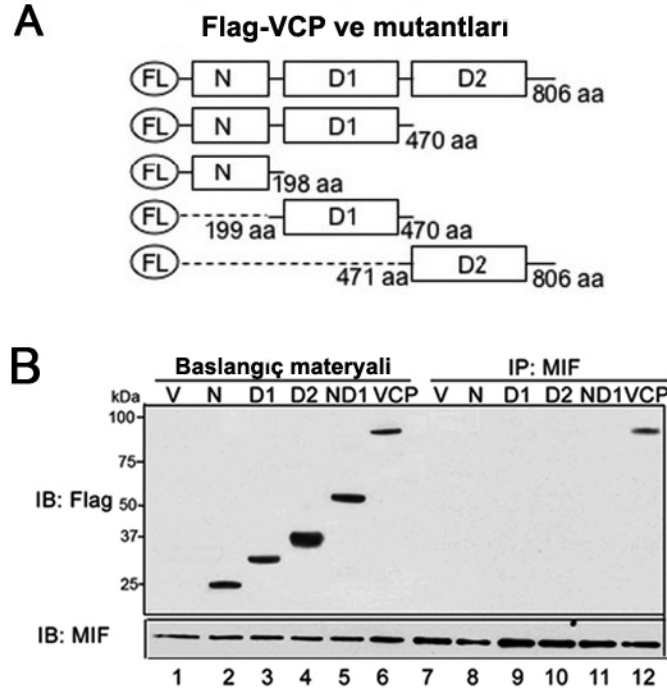 A
Flag-VCP ve mutantları
FL N D1 D2
806 aa
FL N D1
470 aa
FL N
198 aa
FL D1
199 aa 470 aa
FL D2
471 aa 806 aa
B
Baslangıç materyali IP: MIF
kDa V N D1 D2 ND1 VCP V N D1 D2 ND1 VCP
100
75
IB: Flag 50
37
25
IB: MIF
1 2 3 4 5 6 7 8 9 10 11 12